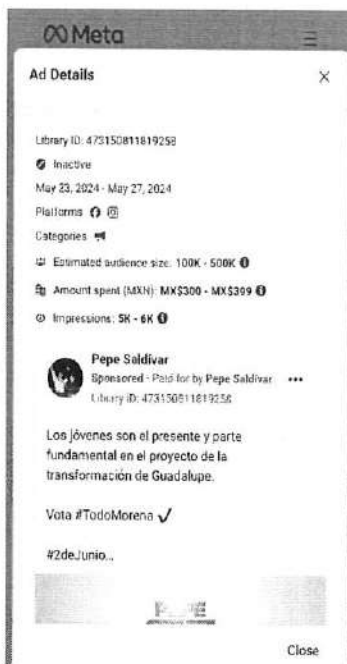 Meta
Ad Details
Library ID: 473150811819258
Inactive
May 23, 2024 - May 27, 2024
Platforms
Categories
Estimated audience size: 100K - 500K
Amount spent (MXN): MX$300 - MX$399
Impressions: 5K - 6K
Pepe Saldívar
Sponsored - Paid for by Pepe Saldívar
Library ID: 473150811819258
Los jóvenes son el presente y parte
fundamental en el proyecto de la
transformación de Guadalupe.
Vota #TodoMorena ✓
#2deJunio...
PEPE
Close